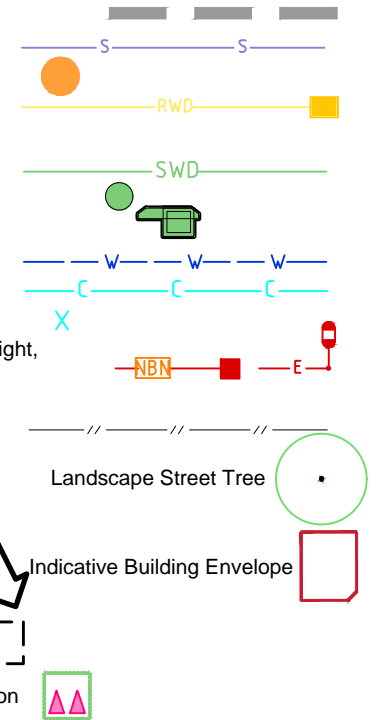 S S
RWD
SWD
W W W
C C C
X
ight,
NBN E
// // //
Landscape Street Tree
Indicative Building Envelope
on